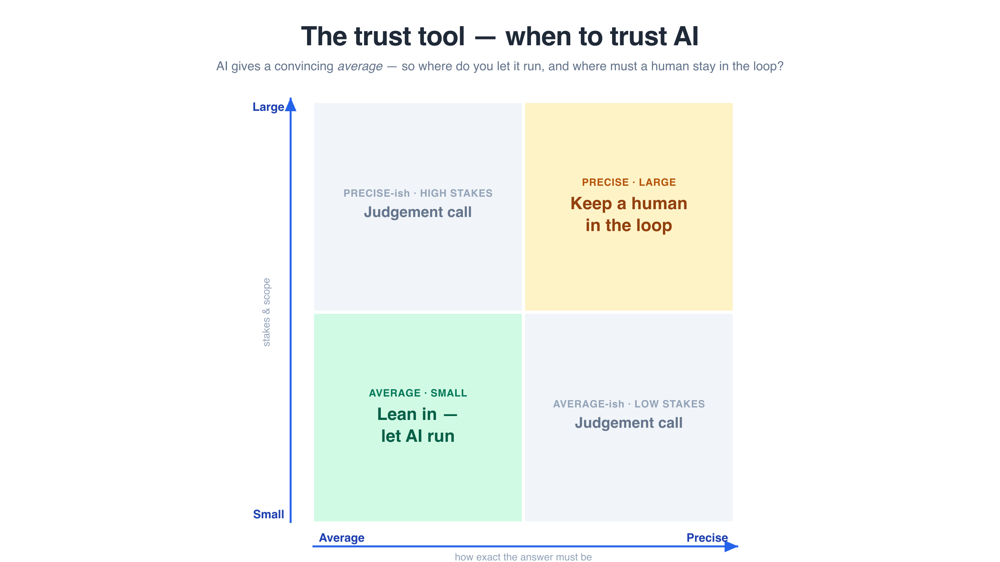 The trust tool — when to trust AI
AI gives a convincing average — so where do you let it run, and where must a human stay in the loop?
Large
stakes & scope
Small
PRECISE-ish · HIGH STAKES
Judgement call
PRECISE · LARGE
Keep a human
in the loop
AVERAGE · SMALL
Lean in —
let AI run
AVERAGE-ish · LOW STAKES
Judgement call
Average
Precise
how exact the answer must be